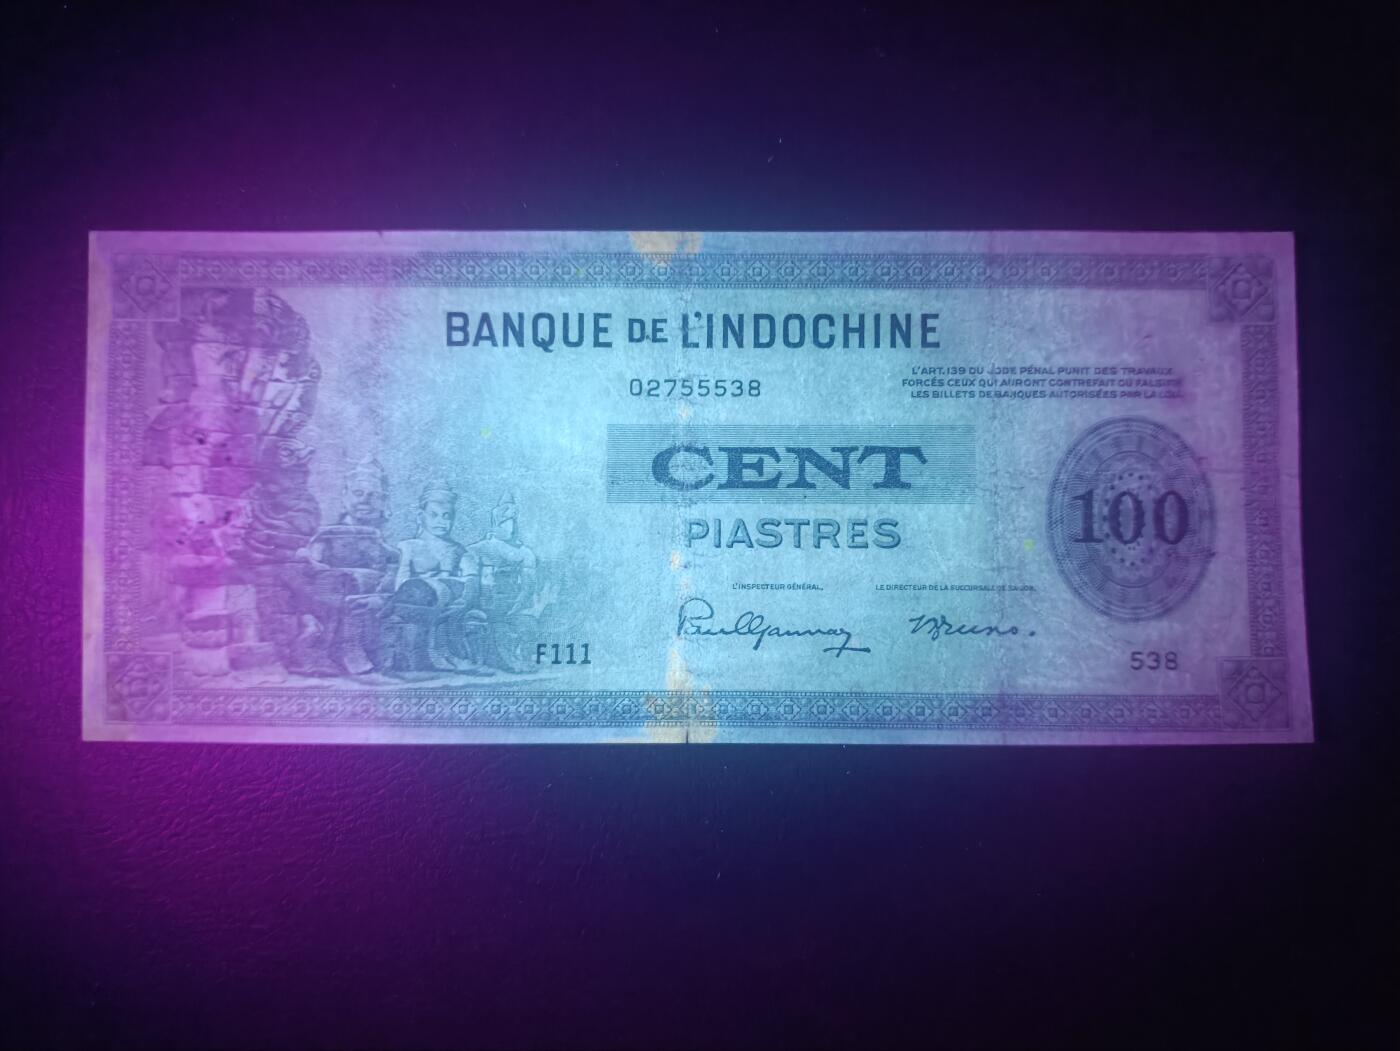 BANQUE DE L'INDOCHINE
02755538
L'ART.139 DU CODE PÉNAL PUNIT DES TRAVAUX
FORCÉS CEUX QUI AURONT CONTREFAIT OU FALSIFIÉ
LES BILLETS DE BANQUES AUTORISÉES PAR LA LOI.
CENT
PIASTRES
100
L'INSPECTEUR GÉNÉRAL,
LE DIRECTEUR DE LA SUCCURSALE DE SAIGON,
F111
538